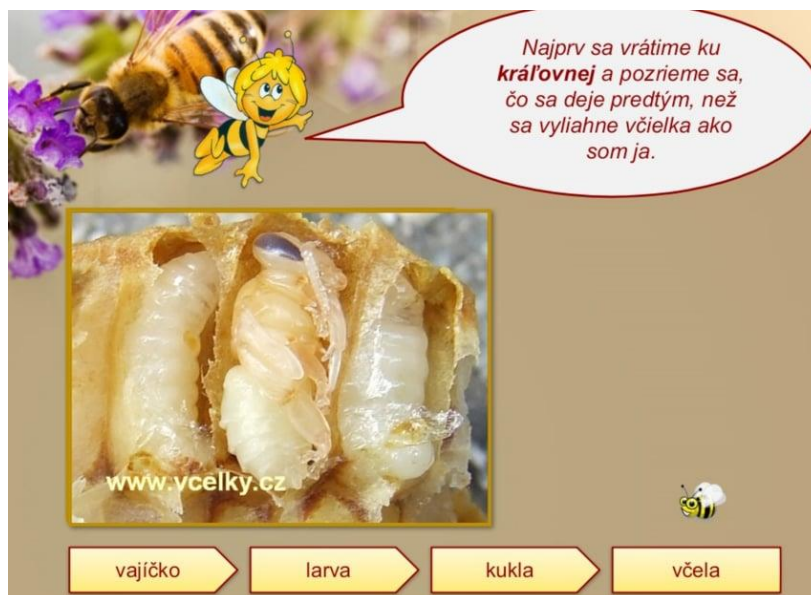 Najprv sa vrátime ku
kráľovnej a pozrieme sa,
čo sa deje predtým, než
sa vyliahne včielka ako
som ja.
www.vcelky.cz
vajíčko
larva
kukla
včela